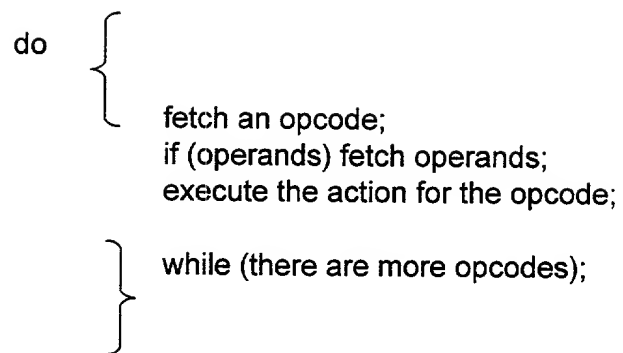 do {
fetch an opcode;
if (operands) fetch operands;
execute the action for the opcode;
} while (there are more opcodes);